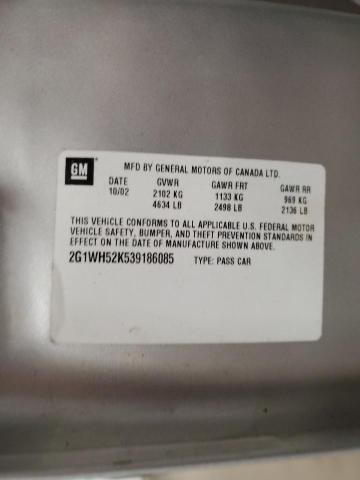 GM
MFD BY GENERAL MOTORS OF CANADA LTD.
DATE GVWR GAWR FRT GAWR RR
10/02 2102 KG 1133 KG 969 KG
4634 LB 2498 LB 2136 LB
THIS VEHICLE CONFORMS TO ALL APPLICABLE U.S. FEDERAL MOTOR
VEHICLE SAFETY, BUMPER, AND THEFT PREVENTION STANDARDS IN
EFFECT ON THE DATE OF MANUFACTURE SHOWN ABOVE.
2G1WH52K539186085 TYPE: PASS CAR